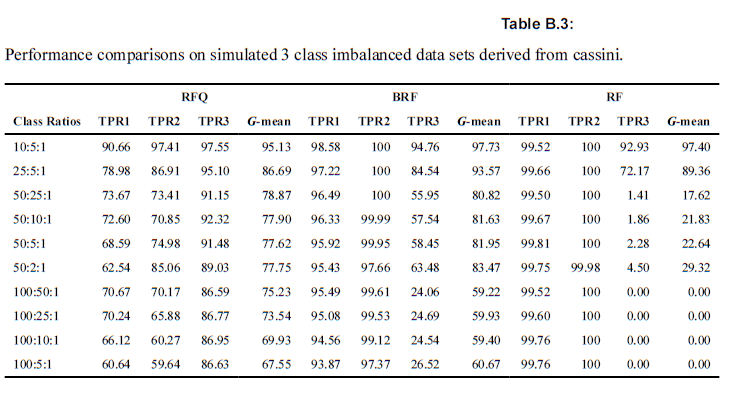 Table B.3:
Performance comparisons on simulated 3 class imbalanced data sets derived from cassini.
RFQ BRF RF
Class Ratios TPR1 TPR2 TPR3 G-mean TPR1 TPR2 TPR3 G-mean TPR1 TPR2 TPR3 G-mean
10:5:1 90.66 97.41 97.55 95.13 98.58 100 94.76 97.73 99.52 100 92.93 97.40
25:5:1 78.98 86.91 95.10 86.69 97.22 100 84.54 93.57 99.66 100 72.17 89.36
50:25:1 73.67 73.41 91.15 78.87 96.49 100 55.95 80.82 99.50 100 1.41 17.62
50:10:1 72.60 70.85 92.32 77.90 96.33 99.99 57.54 81.63 99.67 100 1.86 21.83
50:5:1 68.59 74.98 91.48 77.62 95.92 99.95 58.45 81.95 99.81 100 2.28 22.64
50:2:1 62.54 85.06 89.03 77.75 95.43 97.66 63.48 83.47 99.75 99.98 4.50 29.32
100:50:1 70.67 70.17 86.59 75.23 95.49 99.61 24.06 59.22 99.52 100 0.00 0.00
100:25:1 70.24 65.88 86.77 73.54 95.08 99.53 24.69 59.93 99.60 100 0.00 0.00
100:10:1 66.12 60.27 86.95 69.93 94.56 99.12 24.54 59.40 99.76 100 0.00 0.00
100:5:1 60.64 59.64 86.63 67.55 93.87 97.37 26.52 60.67 99.76 100 0.00 0.00